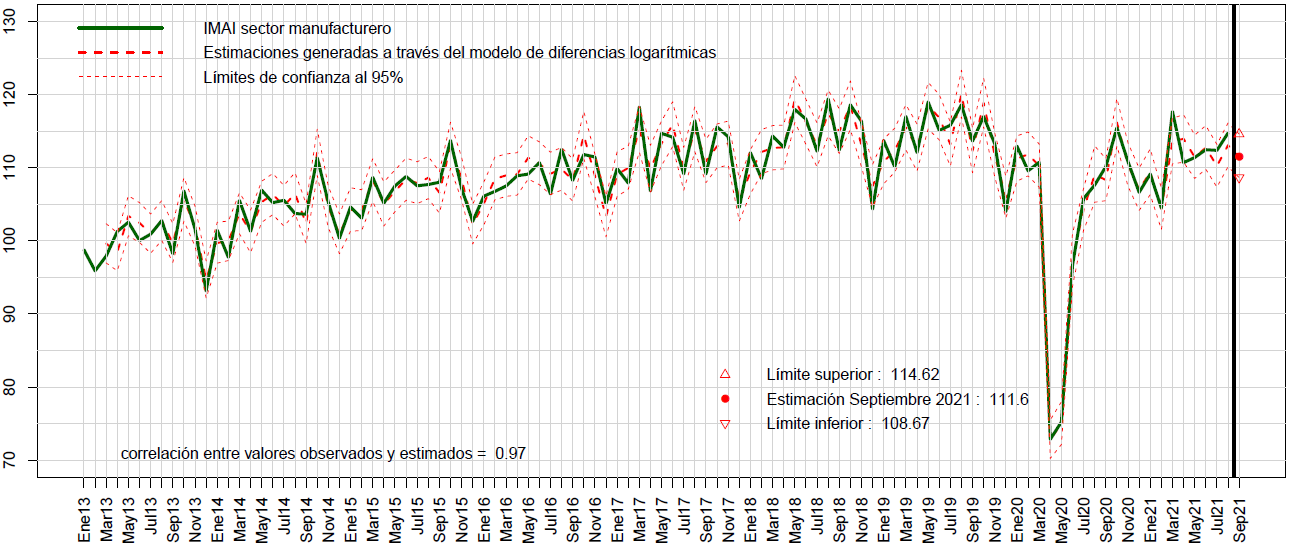 IMAI sector manufacturero
Estimaciones generadas a través del modelo de diferencias logarítmicas
Límites de confianza al 95%
130
120
110
100
90
80
70
Límite superior : 114.62
Estimación Septiembre 2021 : 111.6
Límite inferior : 108.67
correlación entre valores observados y estimados = 0.97
Ene13
Mar13
May13
Jul13
Sep13
Nov13
Ene14
Mar14
May14
Jul14
Sep14
Nov14
Ene15
Mar15
May15
Jul15
Sep15
Nov15
Ene16
Mar16
May16
Jul16
Sep16
Nov16
Ene17
Mar17
May17
Jul17
Sep17
Nov17
Ene18
Mar18
May18
Jul18
Sep18
Nov18
Ene19
Mar19
May19
Jul19
Sep19
Nov19
Ene20
Mar20
May20
Jul20
Sep20
Nov20
Ene21
Mar21
May21
Jul21
Sep21